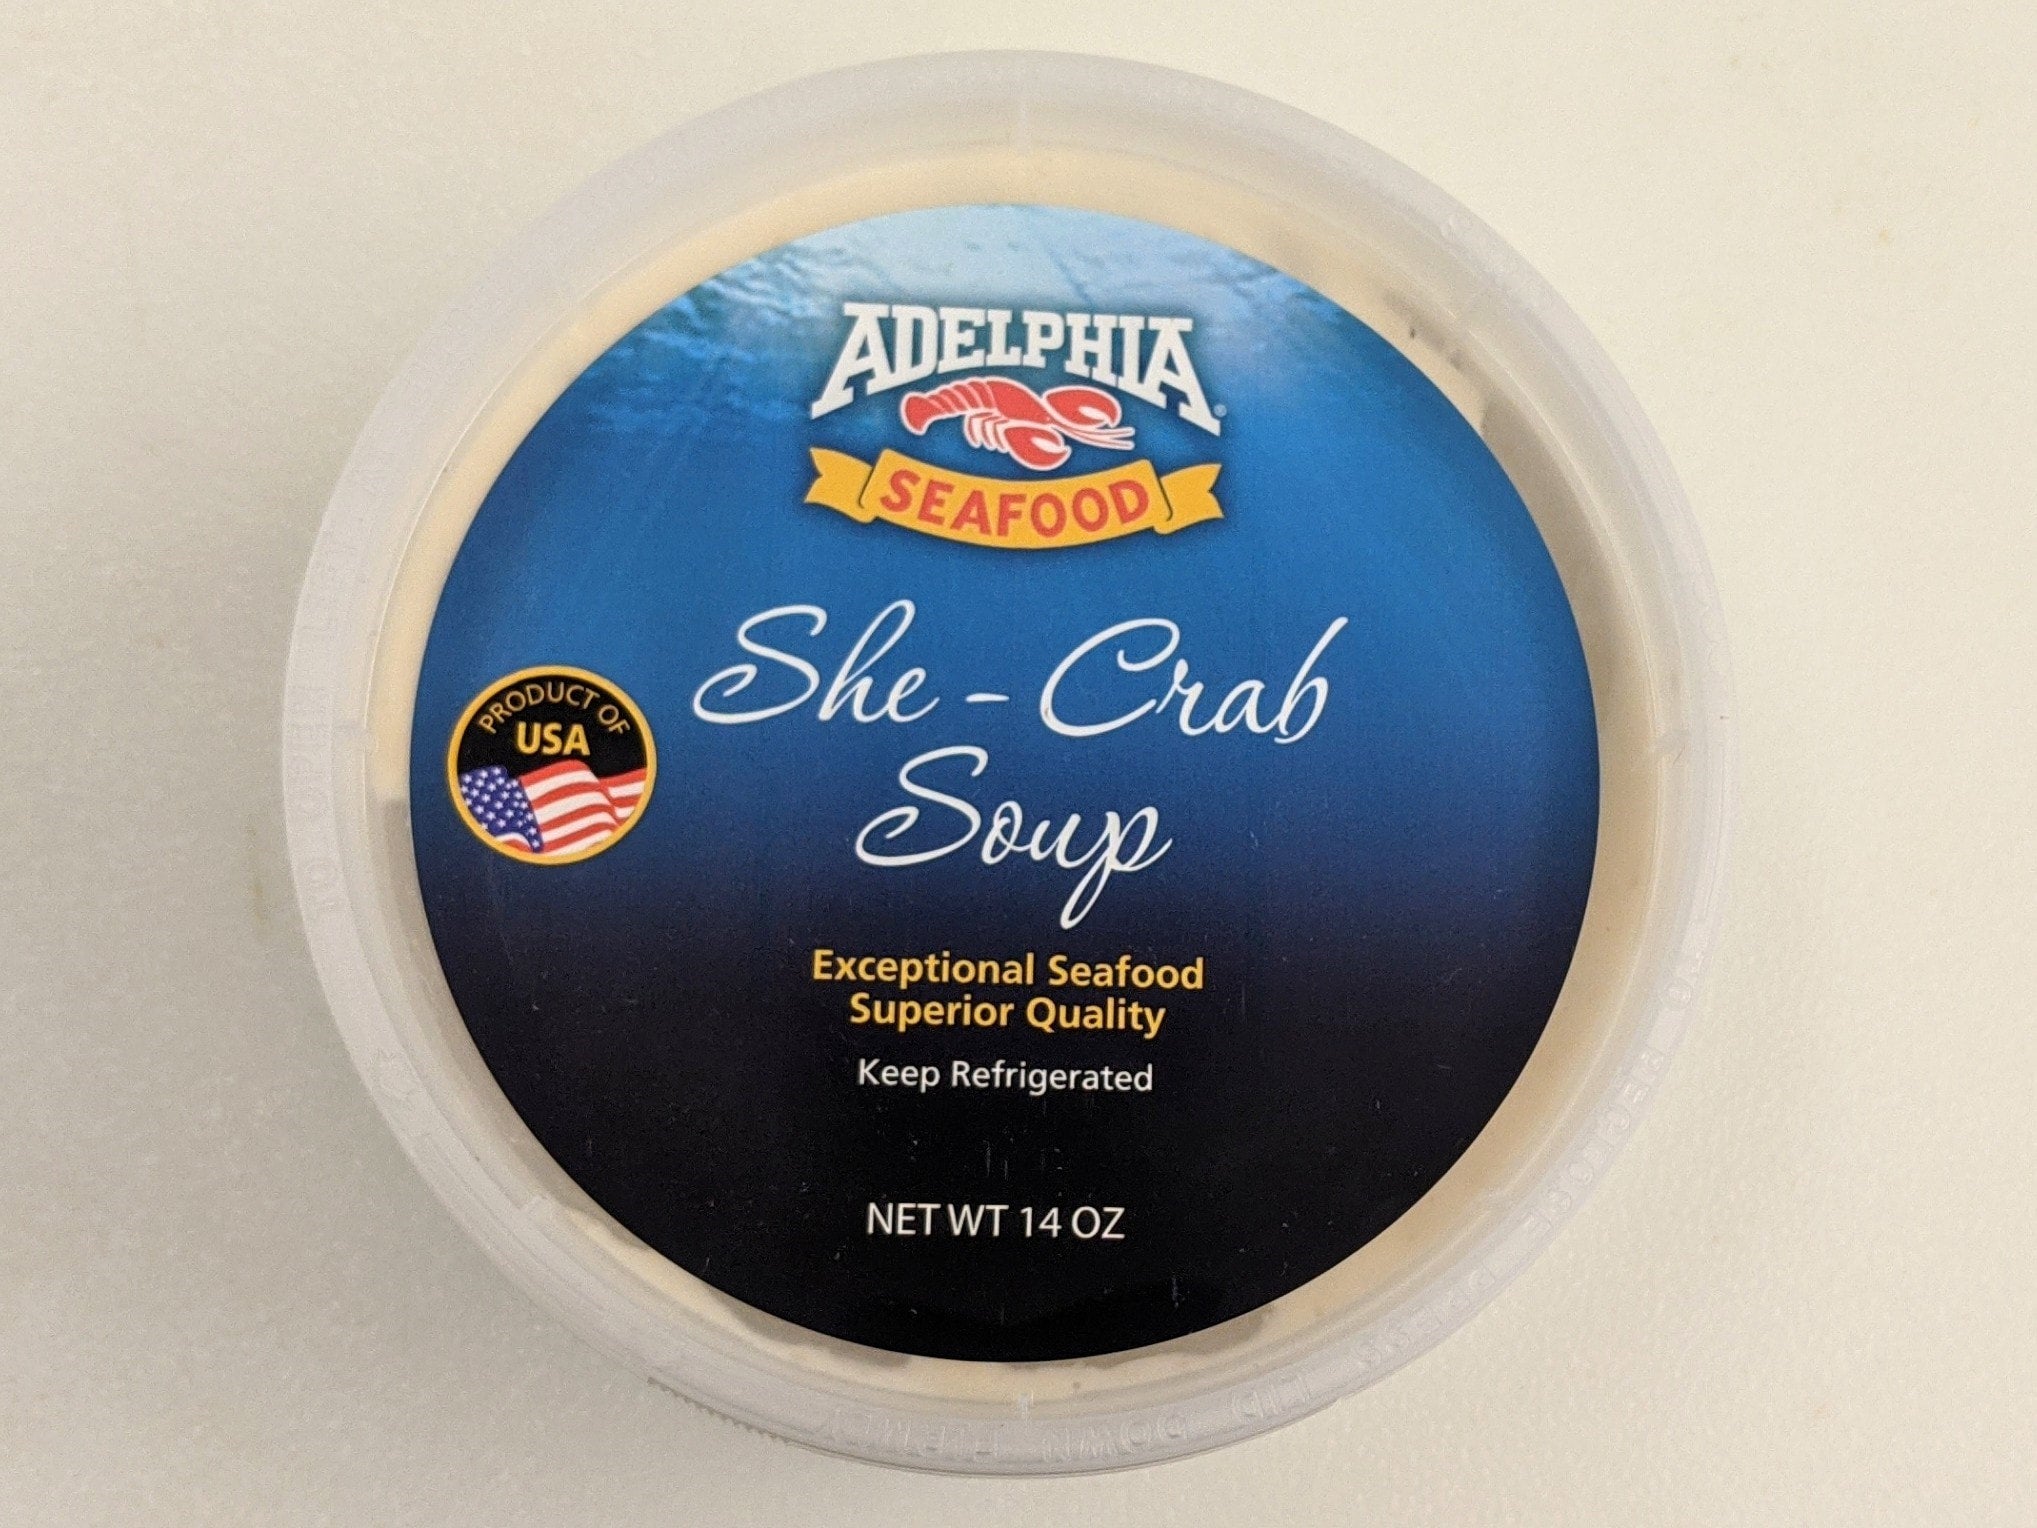 ADELPHIA
SEAFOOD
She - Crab
Soup
PRODUCT OF
USA
Exceptional Seafood
Superior Quality
Keep Refrigerated
NET WT 14 OZ